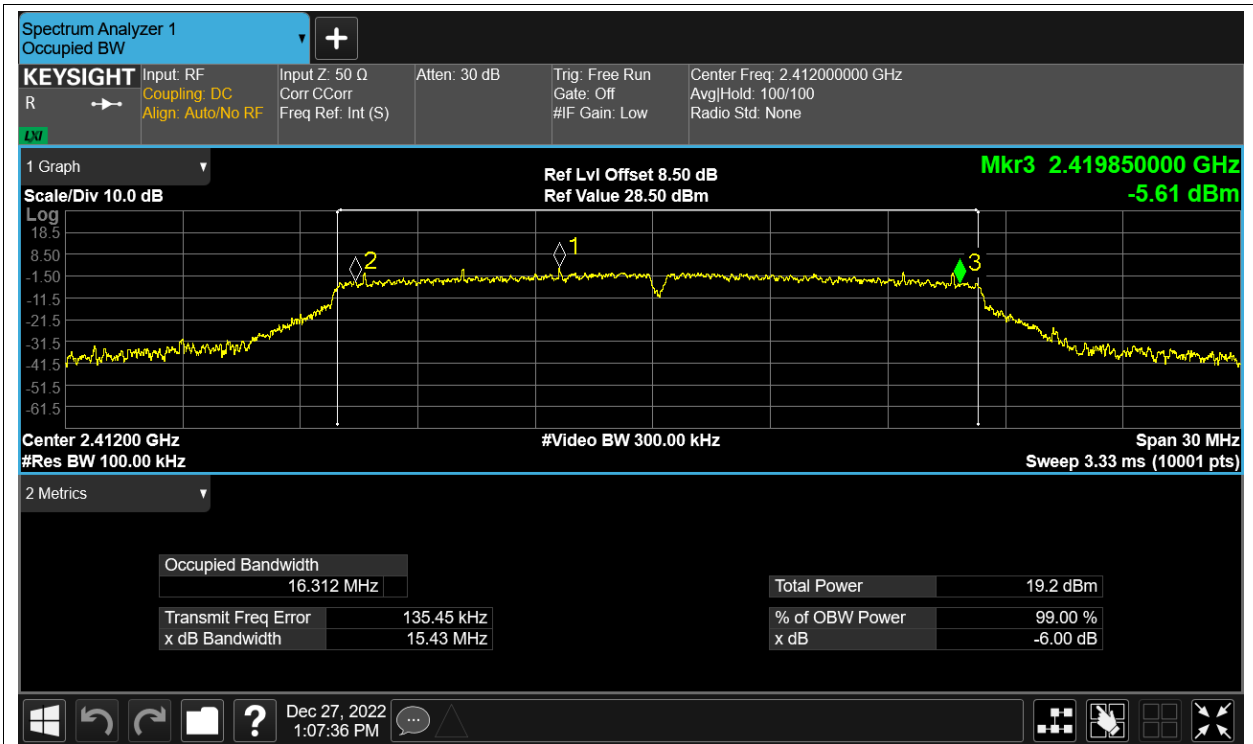 Spectrum Analyzer 1
Occupied BW
▼
+
KEYSIGHT
R
LXI
Input: RF
Coupling: DC
Align: Auto/No RF
Input Z: 50 Ω
Corr CCorr
Freq Ref: Int (S)
Atten: 30 dB
Trig: Free Run
Gate: Off
#IF Gain: Low
Center Freq: 2.412000000 GHz
Avg|Hold: 100/100
Radio Std: None
1 Graph ▼
Scale/Div 10.0 dB
Ref Lvl Offset 8.50 dB
Ref Value 28.50 dBm
Mkr3 2.419850000 GHz
-5.61 dBm
Log
18.5
8.50
-1.50
-11.5
-21.5
-31.5
-41.5
-51.5
-61.5
2
1
3
Center 2.41200 GHz
#Res BW 100.00 kHz
#Video BW 300.00 kHz
Span 30 MHz
Sweep 3.33 ms (10001 pts)
2 Metrics ▼
Occupied Bandwidth
16.312 MHz
Transmit Freq Error 135.45 kHz
x dB Bandwidth 15.43 MHz
Total Power 19.2 dBm
% of OBW Power 99.00 %
x dB -6.00 dB
?
Dec 27, 2022
1:07:36 PM